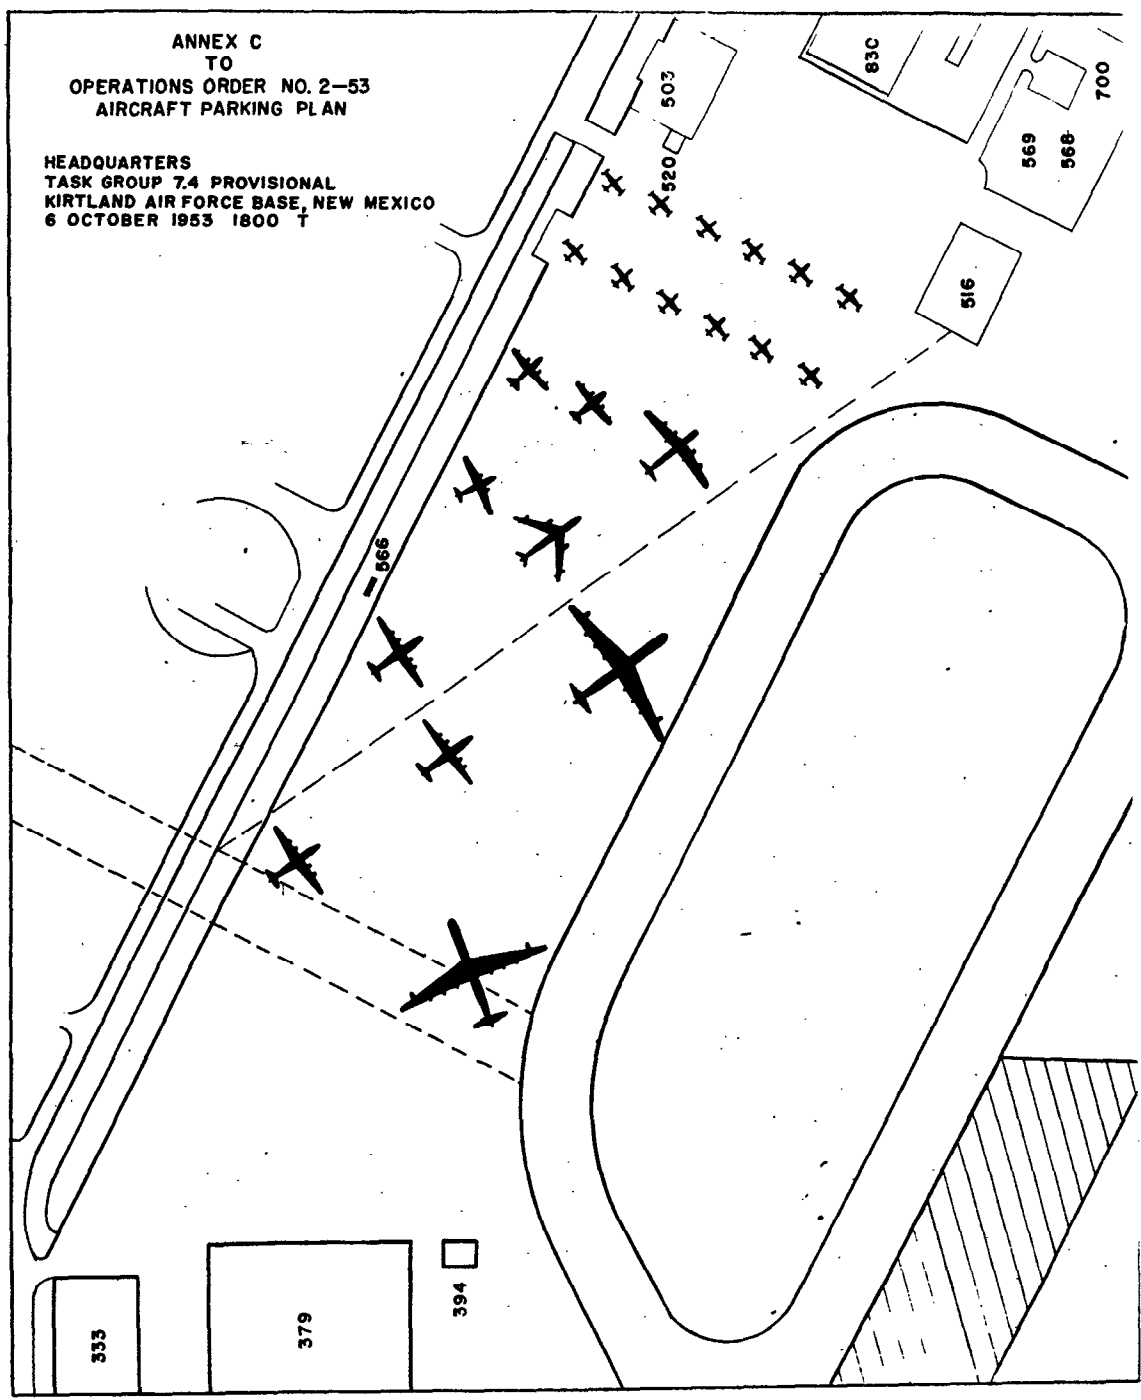 ANNEX C
TO
OPERATIONS ORDER NO. 2-53
AIRCRAFT PARKING PLAN
HEADQUARTERS
TASK GROUP 7.4 PROVISIONAL
KIRTLAND AIR FORCE BASE, NEW MEXICO
6 OCTOBER 1953 1800 T
503
520
830
569
568
700
516
566
333
379
394